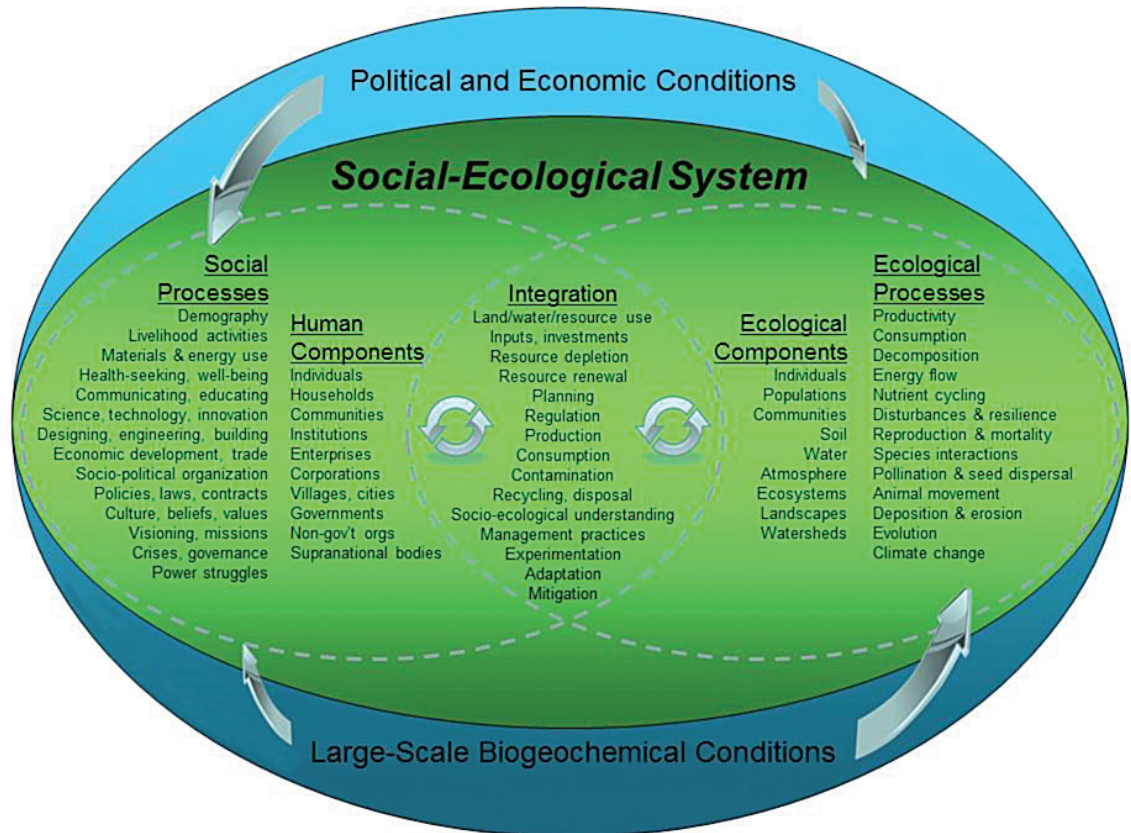 Political and Economic Conditions
Social-Ecological System
Social
Processes
Demography
Livelihood activities
Materials & energy use
Health-seeking, well-being
Communicating, educating
Science, technology, innovation
Designing, engineering, building
Economic development, trade
Socio-political organization
Policies, laws, contracts
Culture, beliefs, values
Visioning, missions
Crises, governance
Power struggles
Human
Components
Individuals
Households
Communities
Institutions
Enterprises
Corporations
Villages, cities
Governments
Non-gov't orgs
Supranational bodies
Integration
Land/water/resource use
Inputs, investments
Resource depletion
Resource renewal
Planning
Regulation
Production
Consumption
Contamination
Recycling, disposal
Socio-ecological understanding
Management practices
Experimentation
Adaptation
Mitigation
Ecological
Components
Individuals
Populations
Communities
Soil
Water
Atmosphere
Ecosystems
Landscapes
Watersheds
Ecological
Processes
Productivity
Consumption
Decomposition
Energy flow
Nutrient cycling
Disturbances & resilience
Reproduction & mortality
Species interactions
Pollination & seed dispersal
Animal movement
Deposition & erosion
Evolution
Climate change
Large-Scale Biogeochemical Conditions